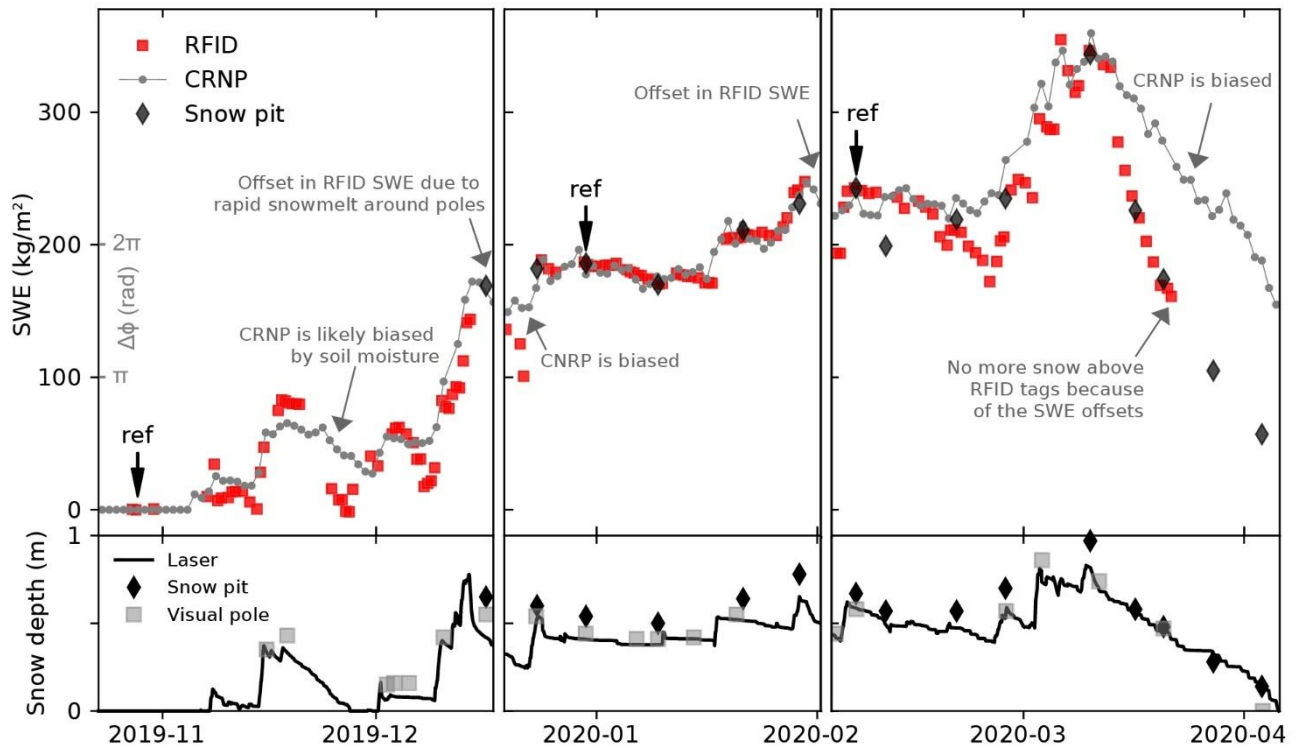 RFID
CRNP
Snow pit
SWE (kg/m²)
300
200
100
0
2π
Δϕ (rad)
π
Offset in RFID SWE due to
rapid snowmelt around poles
CRNP is likely biased
by soil moisture
ref
ref
CNRP is biased
Offset in RFID SWE
ref
CRNP is biased
No more snow above
RFID tags because
of the SWE offsets
Snow depth (m)
1
0
Laser
Snow pit
Visual pole
2019-11
2019-12
2020-01
2020-02
2020-03
2020-04